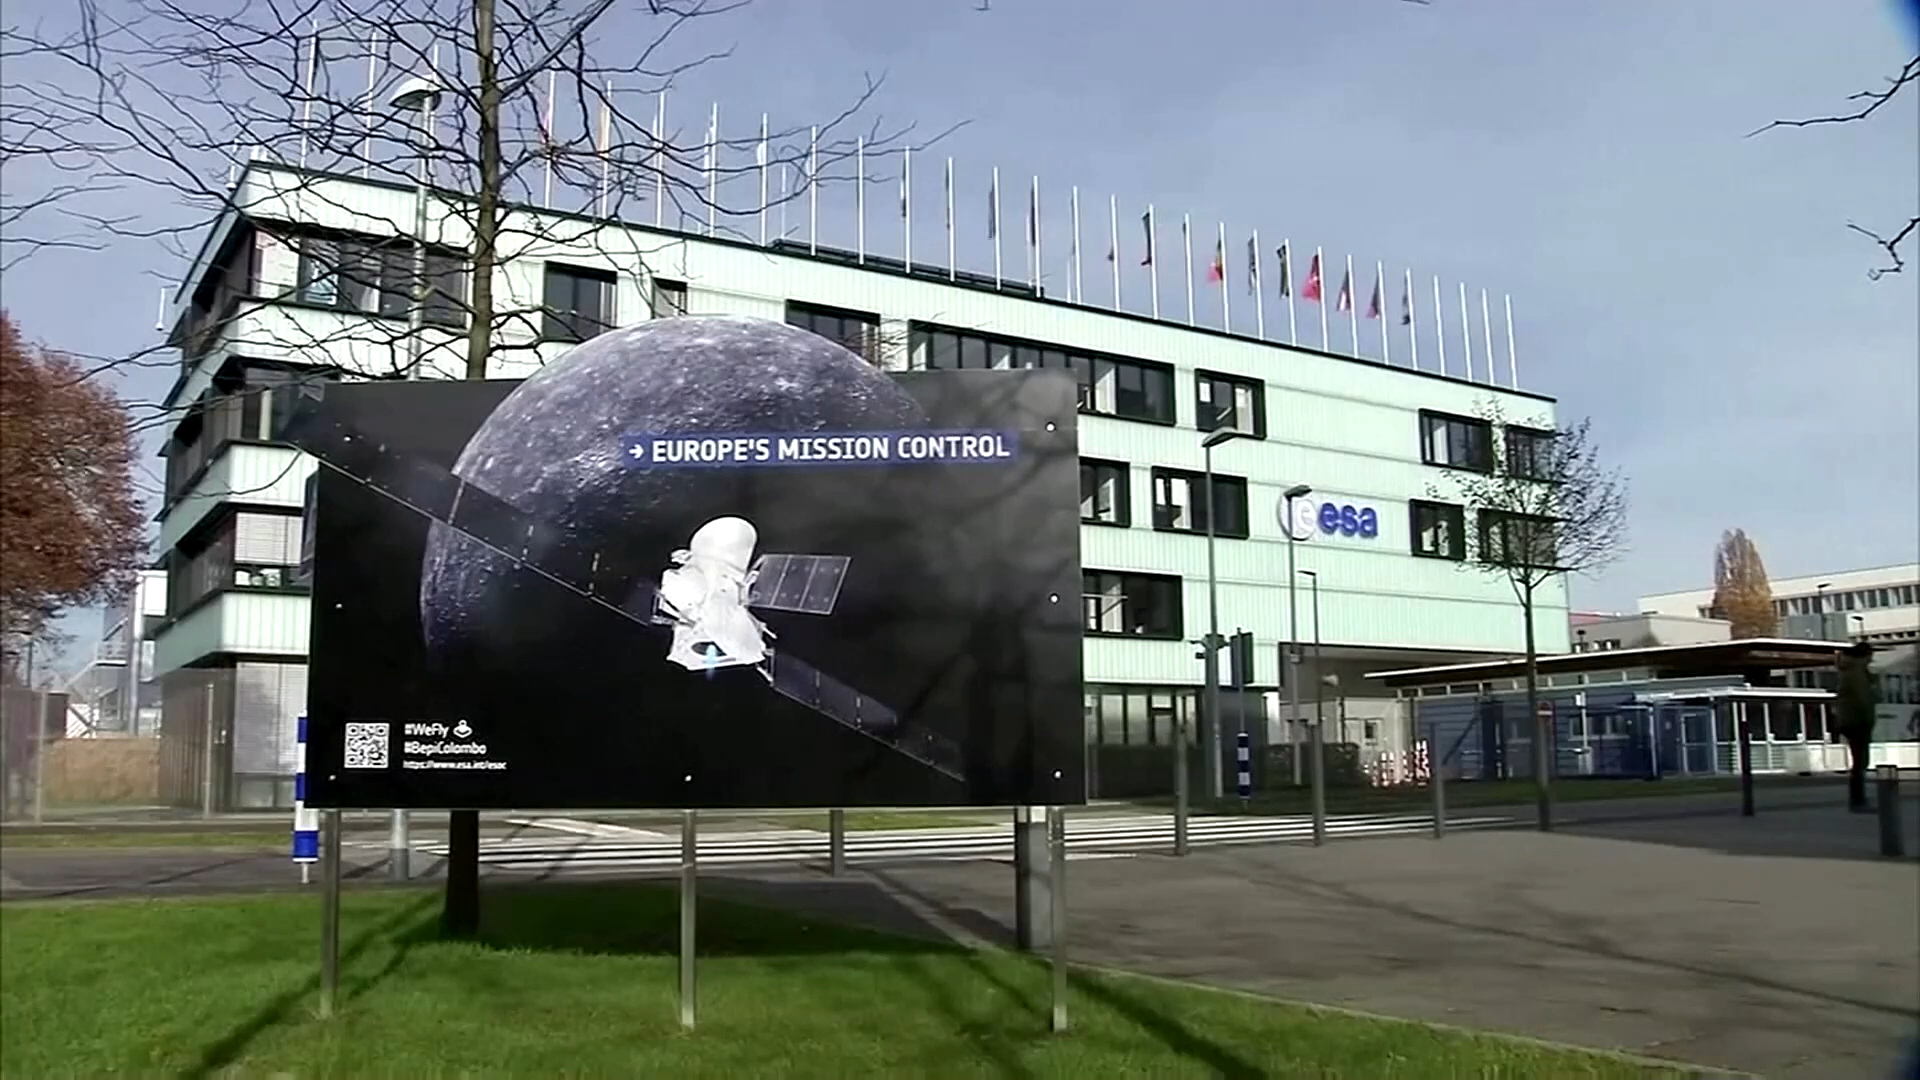 → EUROPE'S MISSION CONTROL
esa
#WeFly
#BepiColombo
https://www.esa.int/esoc